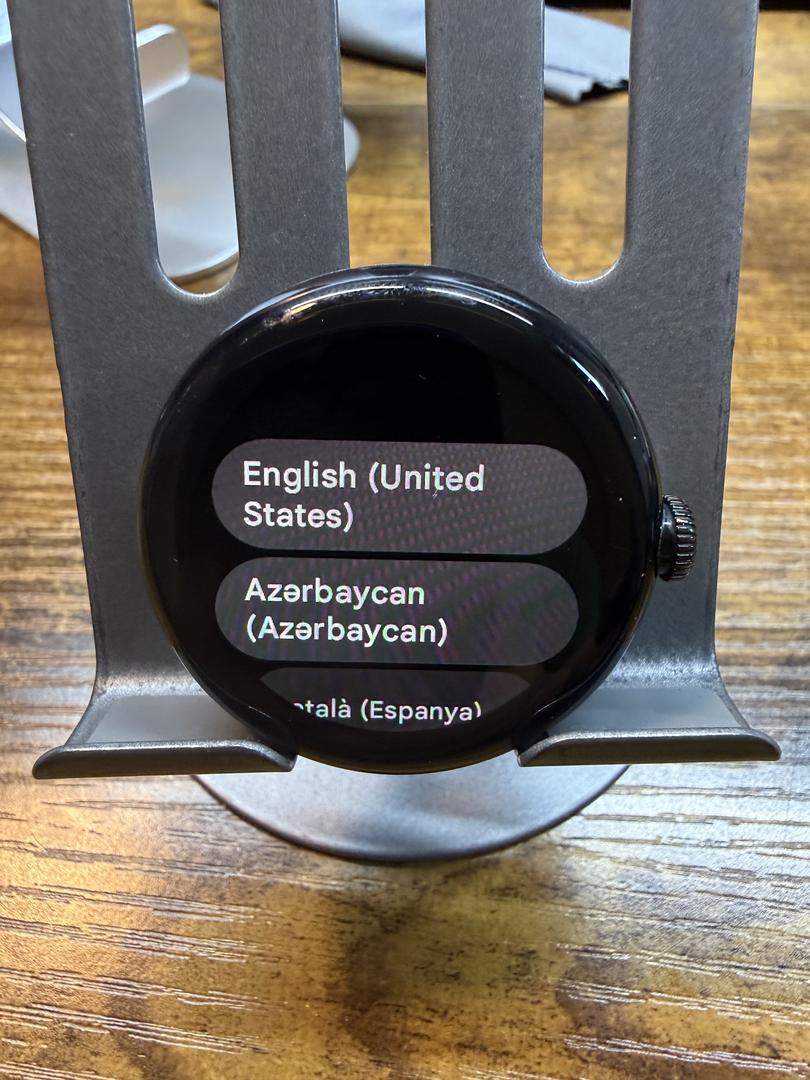 English (United
States)
Azərbaycan
(Azərbaycan)
(Espanya)